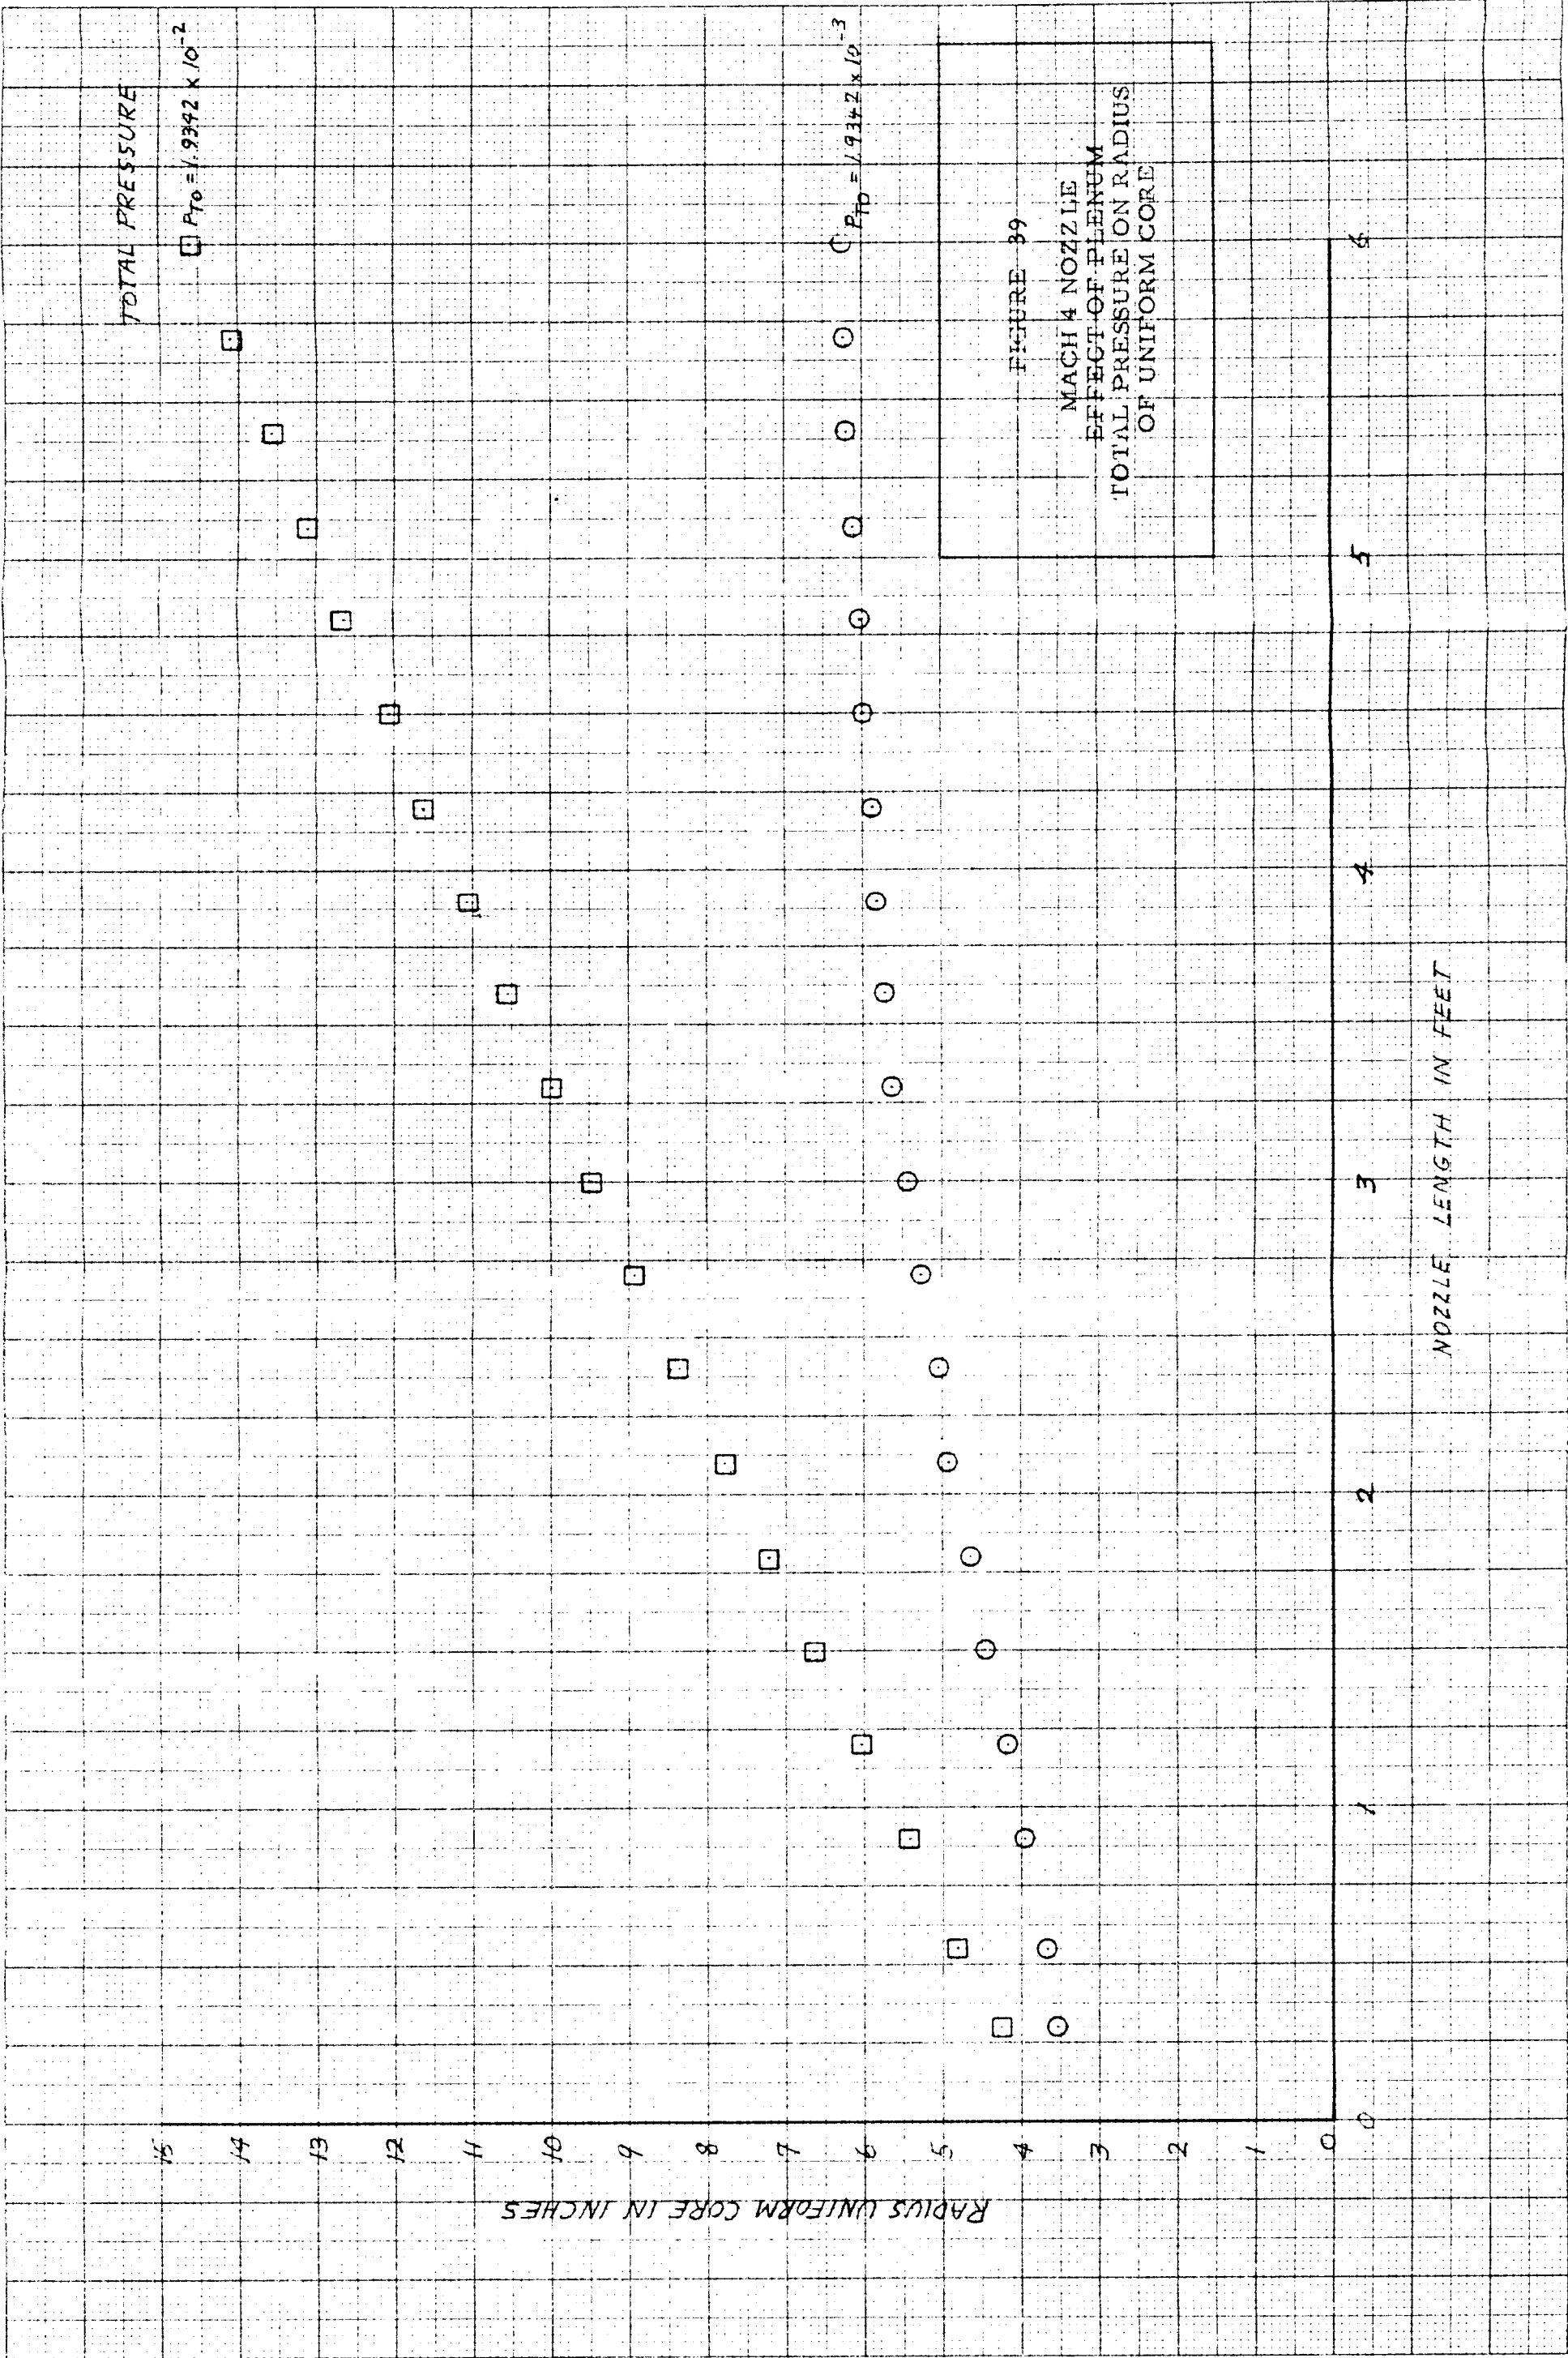 TOTAL PRESSURE
PTO = 1.9342 x 10-2
PTO = 1.9342 x 10-3
FIGURE 39
MACH 4 NOZZLE
EFFECT OF PLENUM
TOTAL PRESSURE ON RADIUS
OF UNIFORM CORE
RADIUS UNIFORM CORE IN INCHES
15
14
13
12
11
10
9
8
7
6
5
4
3
2
1
0
0
1
2
3
4
5
6
NOZZLE LENGTH IN FEET